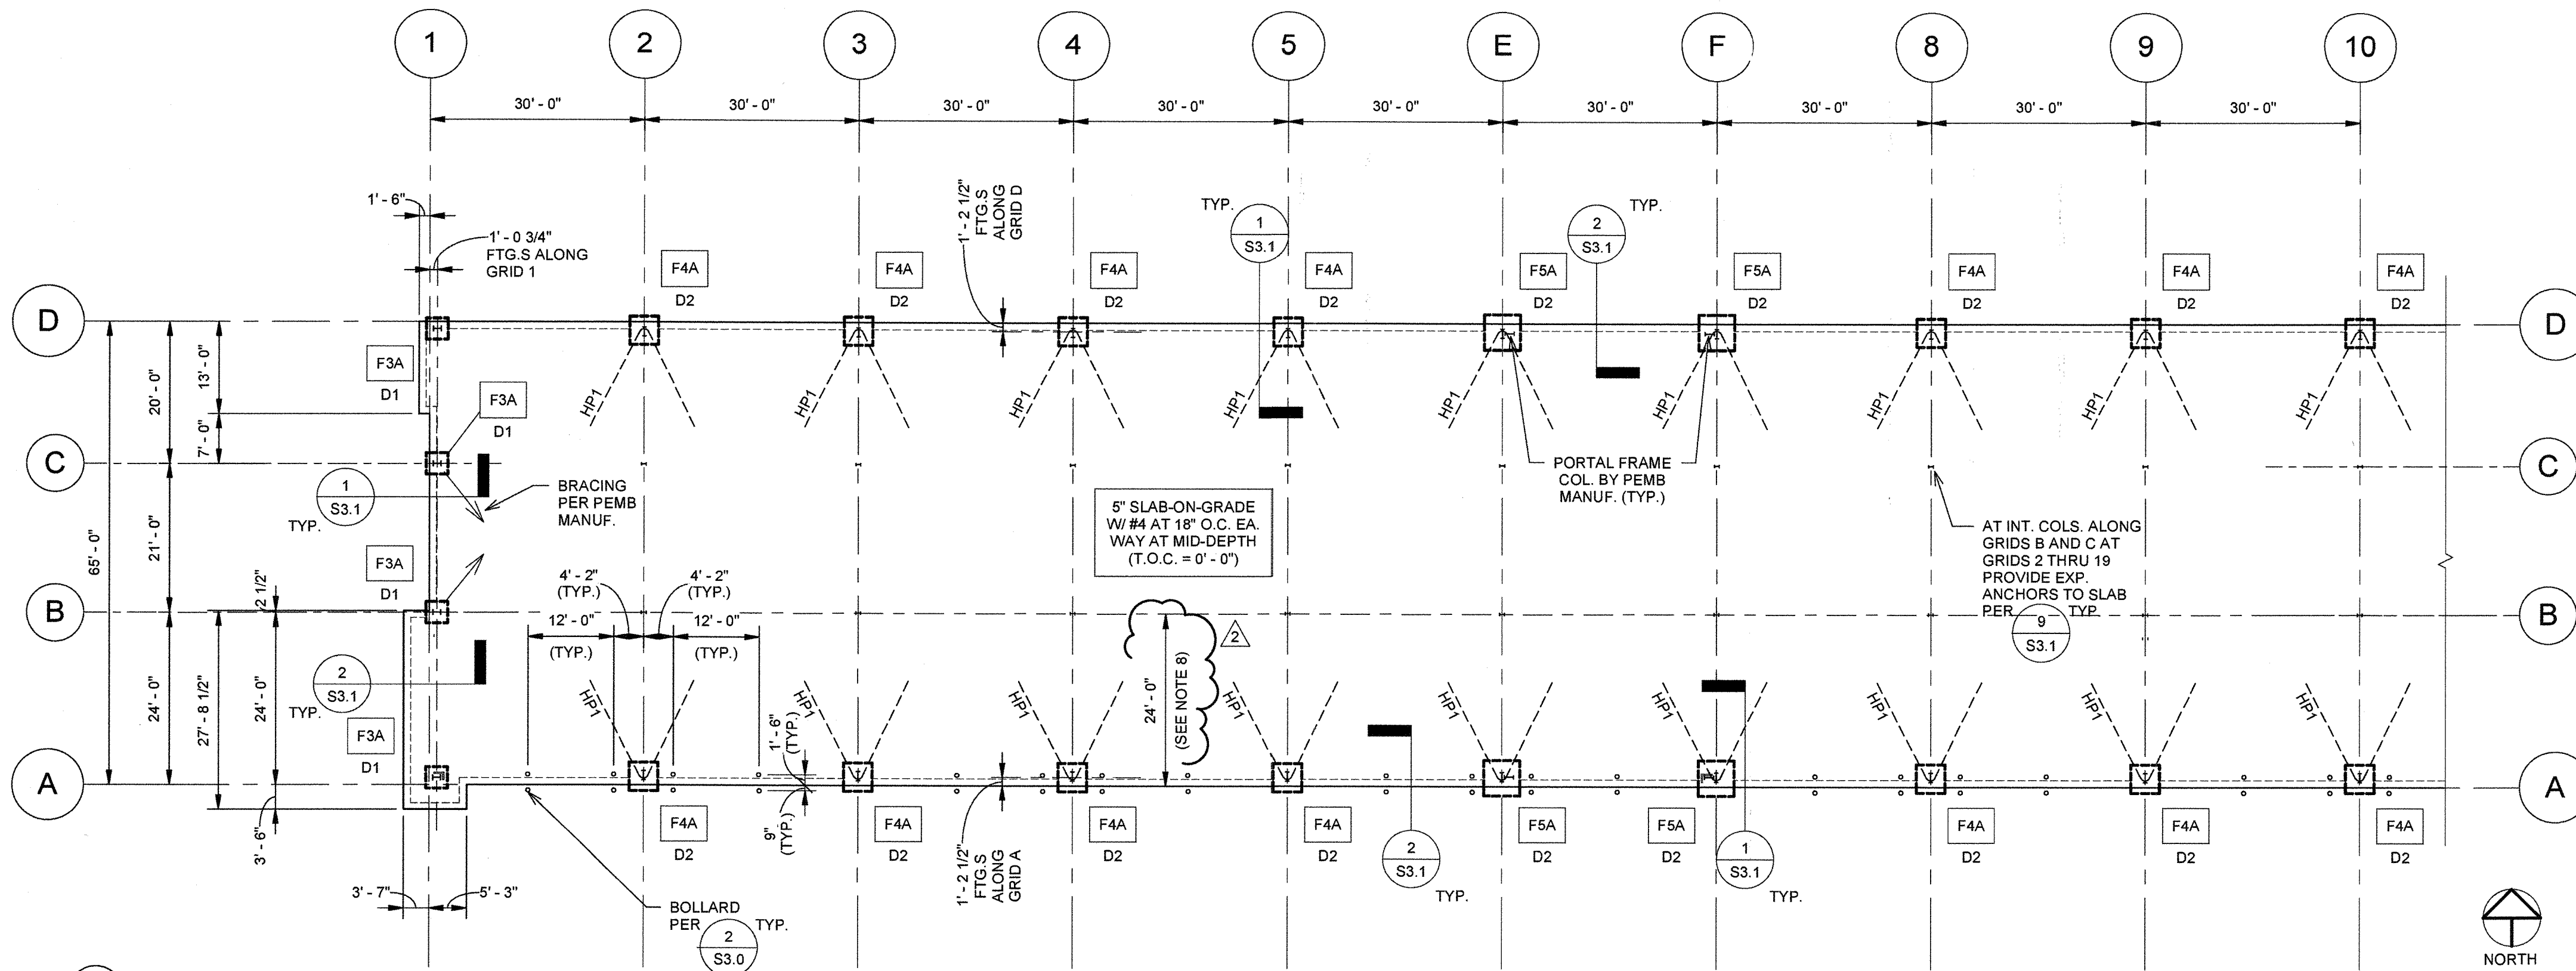 1 2 3 4 5 E F 8 9 10
30' - 0" 30' - 0" 30' - 0" 30' - 0" 30' - 0" 30' - 0" 30' - 0" 30' - 0" 30' - 0"
1' - 6"
1' - 0 3/4"
FTG.S ALONG
GRID 1
1' - 2 1/2"
FTG.S
ALONG
GRID D
TYP.
1
S3.1
2
S3.1
TYP.
F4A F4A F4A F4A F5A F5A F4A F4A F4A
D2 D2 D2 D2 D2 D2 D2 D2 D2
D D
F3A
D1
F3A
D1
13' - 0"
20' - 0"
7' - 0"
HP1 HP1 HP1 HP1 HP1 HP1 HP1 HP1 HP1
C C
1
S3.1
TYP.
BRACING
PER PEMB
MANUF.
PORTAL FRAME
COL. BY PEMB
MANUF. (TYP.)
5" SLAB-ON-GRADE
W/ #4 AT 18" O.C. EA.
WAY AT MID-DEPTH
(T.O.C. = 0' - 0")
AT INT. COLS. ALONG
GRIDS B AND C AT
GRIDS 2 THRU 19
PROVIDE EXP.
ANCHORS TO SLAB
PER TYP.
9
S3.1
65' - 0"
21' - 0"
F3A
D1
2 1/2"
4' - 2"
(TYP.)
4' - 2"
(TYP.)
12' - 0"
(TYP.)
12' - 0"
(TYP.)
B B
2
24' - 0"
(SEE NOTE 8)
2
S3.1
TYP.
24' - 0"
27' - 8 1/2"
24' - 0"
F3A
D1
HP1 HP1 HP1 HP1 HP1 HP1 HP1 HP1 HP1
1' - 6"
(TYP.)
A A
9"
(TYP.)
3' - 6"
F4A F4A F4A F4A F5A F5A F4A F4A F4A
D2 D2 D2 D2 D2 D2 D2 D2 D2
1' - 2 1/2"
FTG.S
ALONG
GRID A
2
S3.1
TYP.
1
S3.1
TYP.
3' - 7" 5' - 3"
BOLLARD
PER TYP.
2
S3.0
NORTH